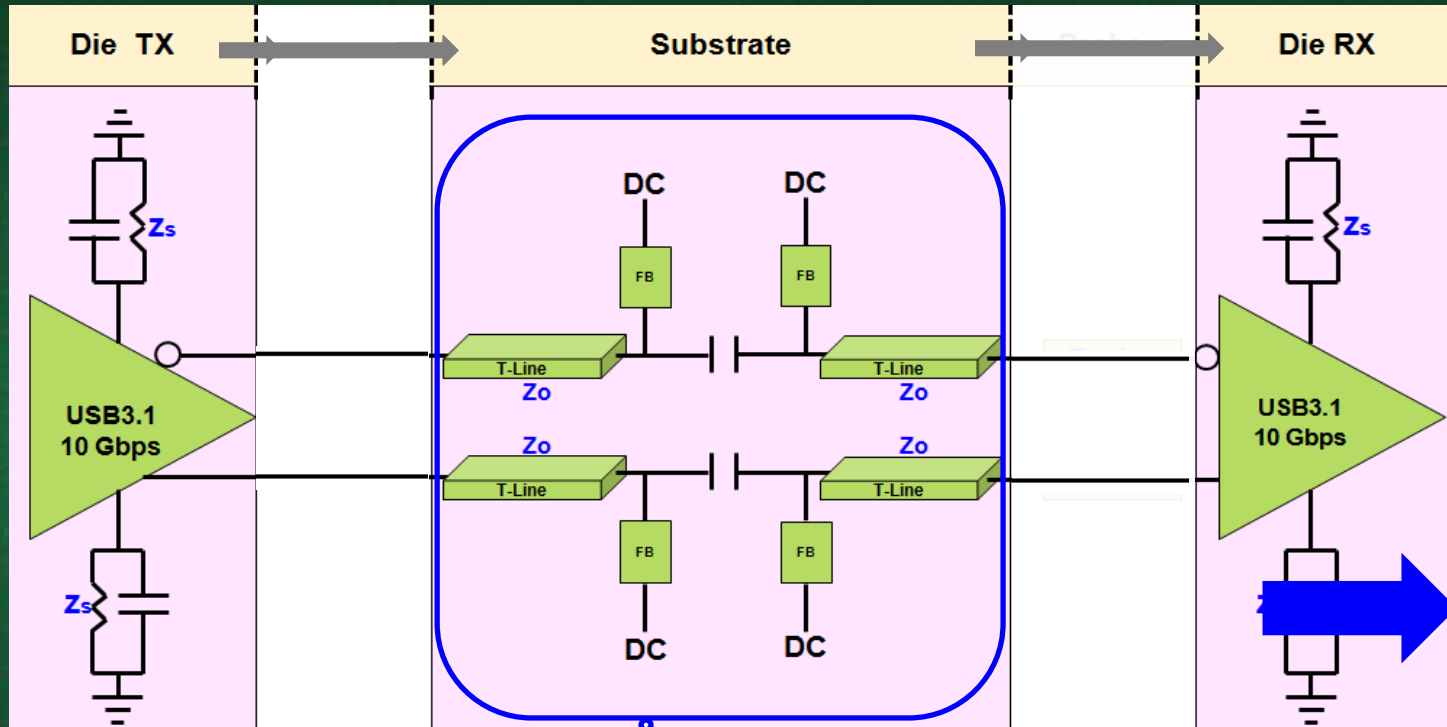 Die TX
Substrate
Die RX
DC
DC
Zs
Zs
FB
FB
T-Line
T-Line
Zo
Zo
USB3.1
10 Gbps
USB3.1
10 Gbps
Zo
Zo
T-Line
T-Line
FB
FB
Zs
DC
DC